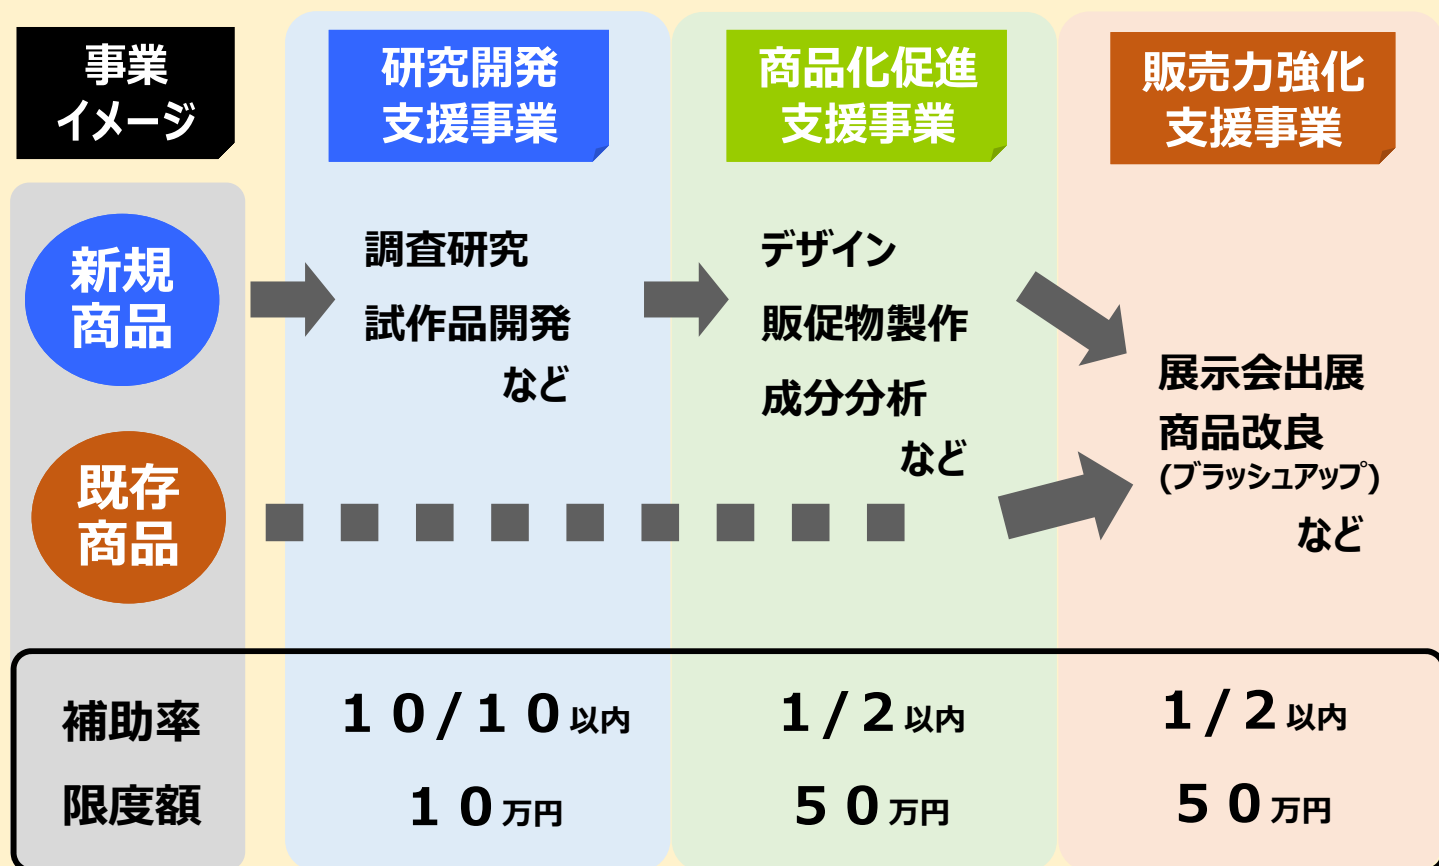 事業
イメージ
研究開発
支援事業
商品化促進
支援事業
販売力強化
支援事業
新規
商品
調査研究
試作品開発
など
デザイン
販促物製作
成分分析
など
展示会出展
商品改良
(ブラッシュアップ)
など
既存
商品
補助率
１０/１０以内
１/２以内
１/２以内
限度額
１０万円
５０万円
５０万円